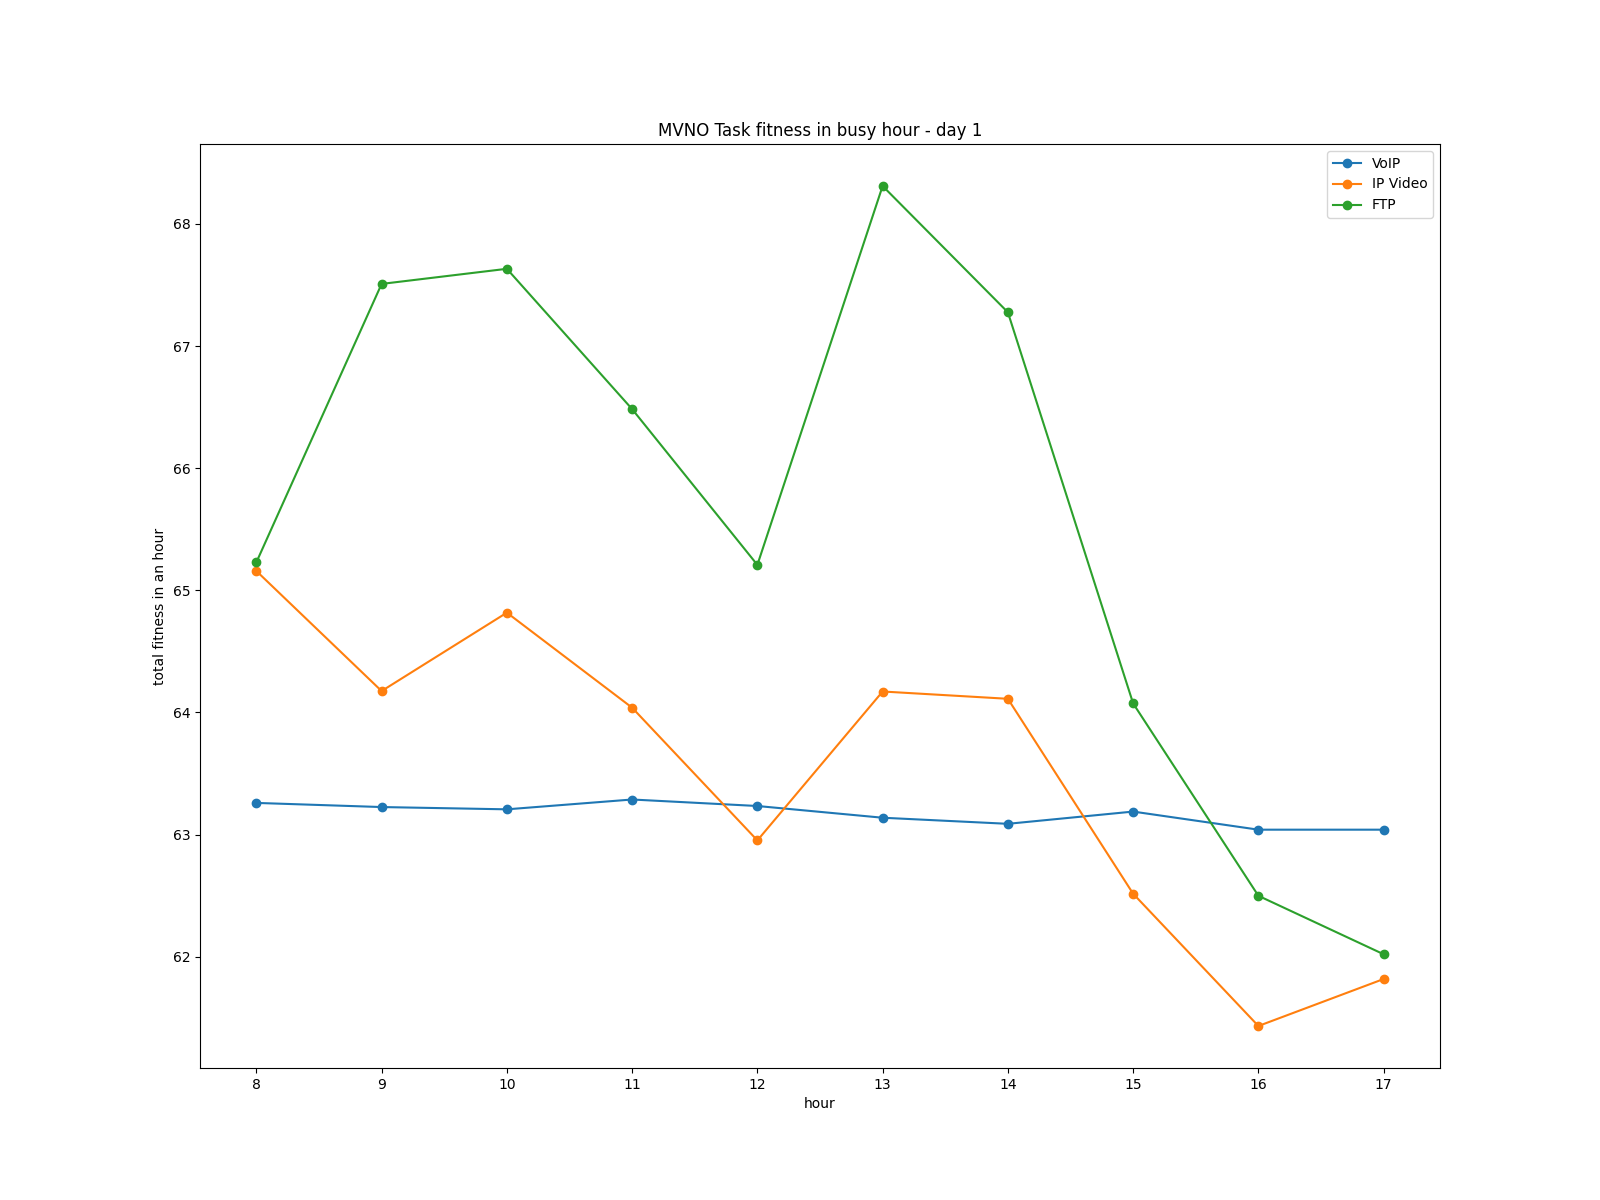 MVNO Task fitness in busy hour - day 1
VoIP
IP Video
FTP
68
67
66
65
64
63
62
total fitness in an hour
8 9 10 11 12 13 14 15 16 17
hour